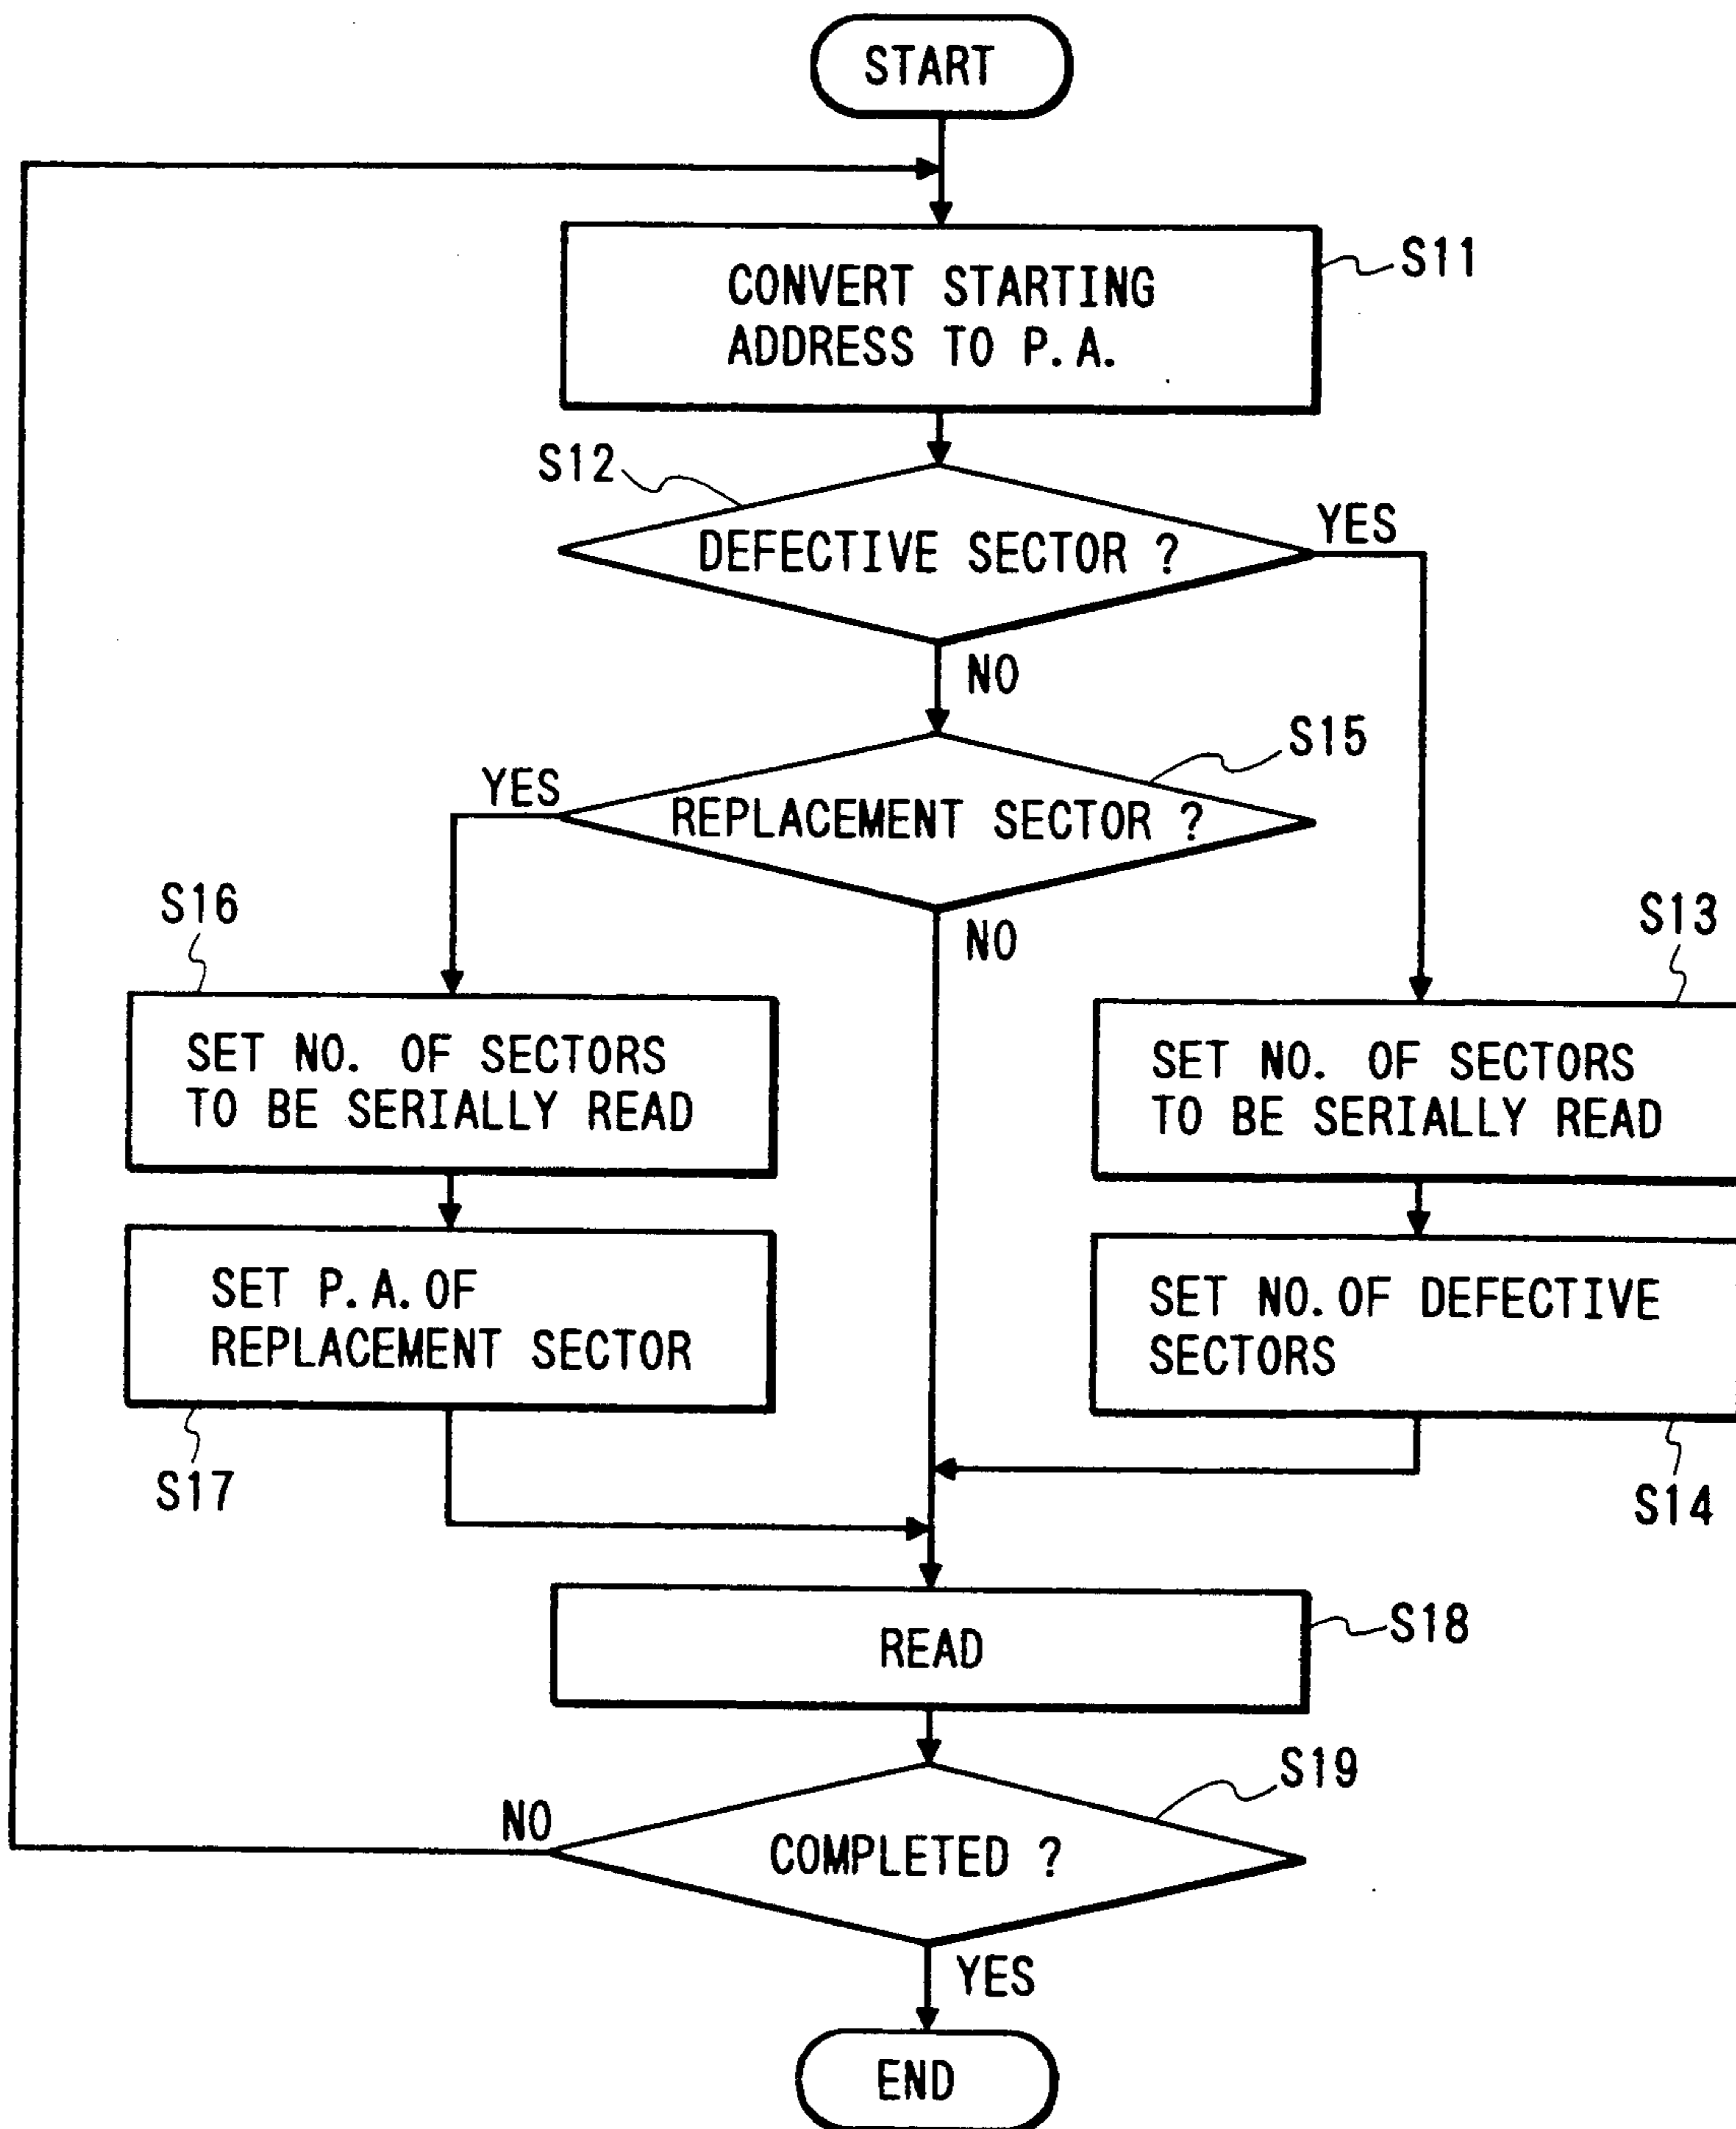 START
CONVERT STARTING
ADDRESS TO P.A.
S11
S12
DEFECTIVE SECTOR ?
YES
NO
S15
YES
REPLACEMENT SECTOR ?
NO
S16
S13
SET NO. OF SECTORS
TO BE SERIALLY READ
SET NO. OF SECTORS
TO BE SERIALLY READ
SET P.A.OF
REPLACEMENT SECTOR
SET NO.OF DEFECTIVE
SECTORS
S17
S14
READ
S18
S19
NO
COMPLETED ?
YES
END